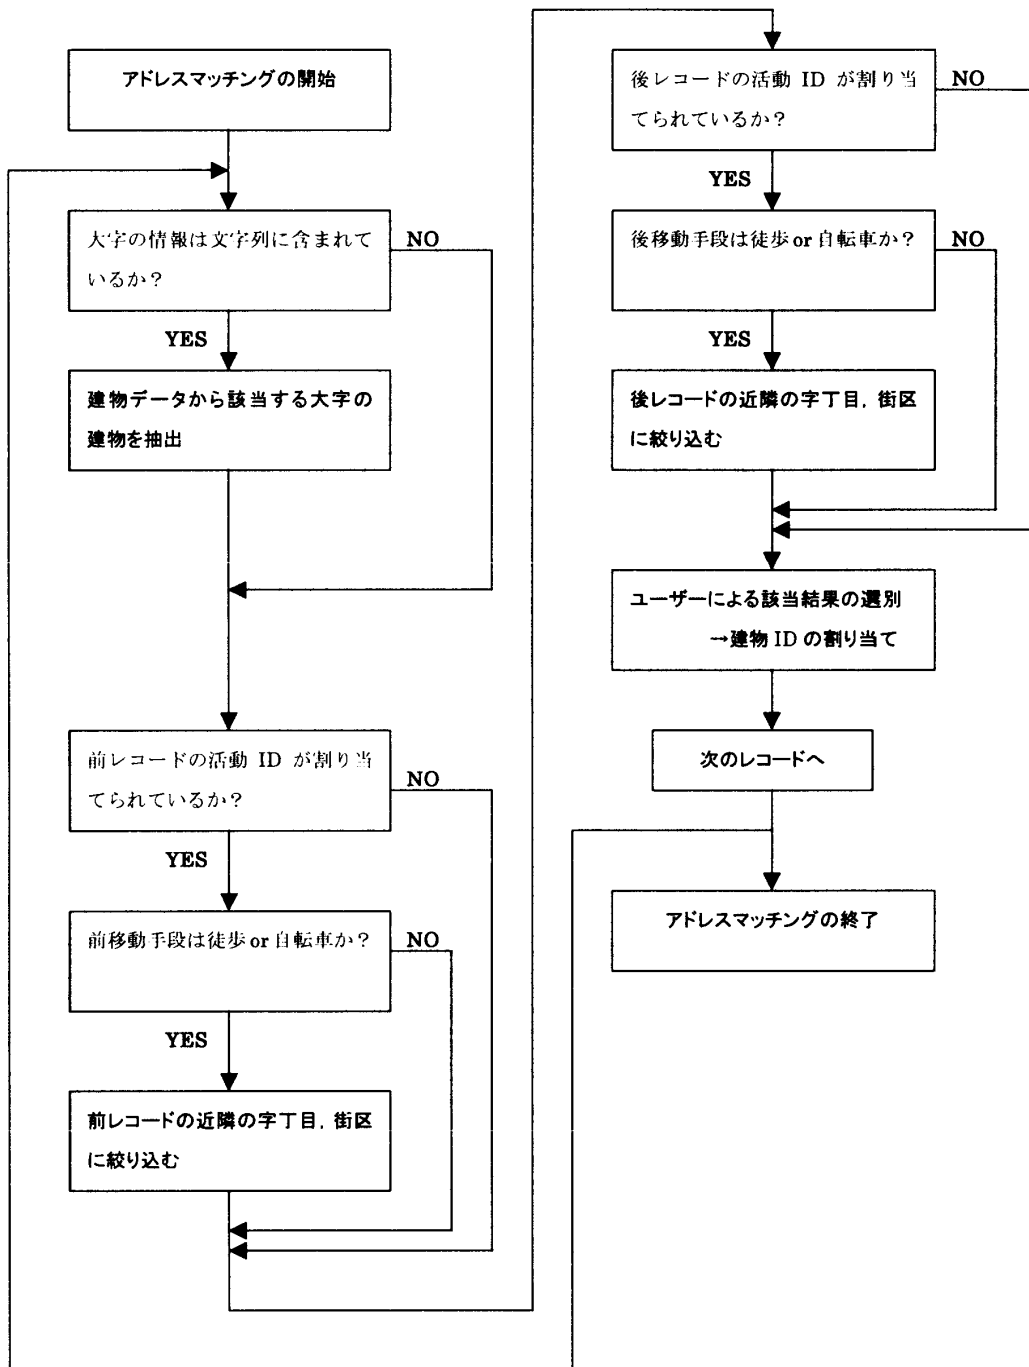 アドレスマッチングの開始
大字の情報は文字列に含まれて
いるか？
NO
YES
建物データから該当する大字の
建物を抽出
前レコードの活動 ID が割り当
てられているか？
NO
YES
前移動手段は徒歩 or 自転車か？
NO
YES
前レコードの近隣の字丁目，街区
に絞り込む
後レコードの活動 ID が割り当
てられているか？
NO
YES
後移動手段は徒歩 or 自転車か？
NO
YES
後レコードの近隣の字丁目，街区
に絞り込む
ユーザーによる該当結果の選別
→建物 ID の割り当て
次のレコードへ
アドレスマッチングの終了